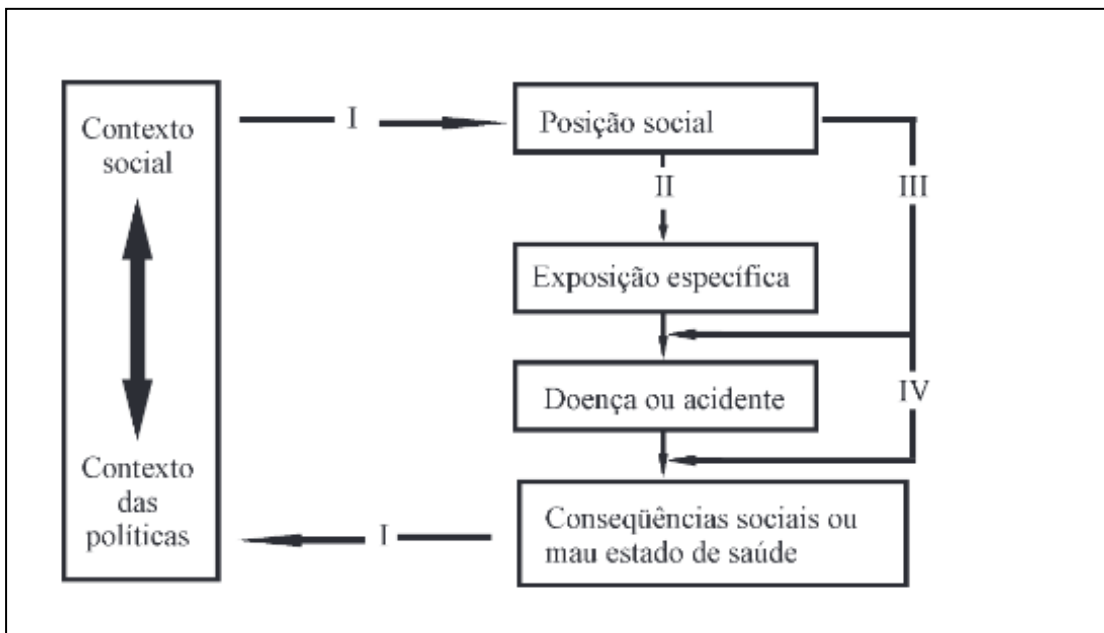 Contexto
social
Contexto
das
políticas
I
Posição social
II
III
Exposição específica
Doença ou acidente
IV
Conseqüências sociais ou
mau estado de saúde
I